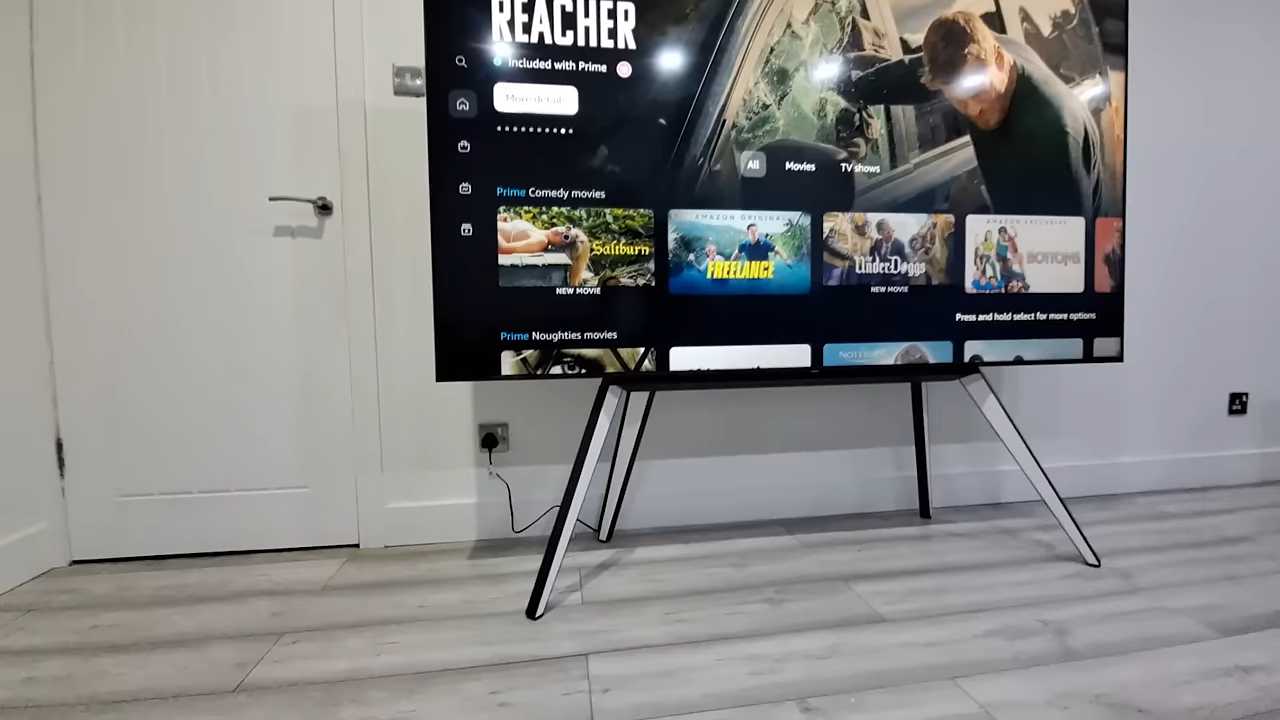 REACHER
included with Prime
More details
All Movies TV shows
Prime Comedy movies
Saltburn
NEW MOVIE
AMAZON ORIGINAL
FREELANCE
THE UNDERDOGGS
NEW MOVIE
AMAZON EXCLUSIVE
BOTTOMS
Press and hold select for more options
Prime Noughties movies